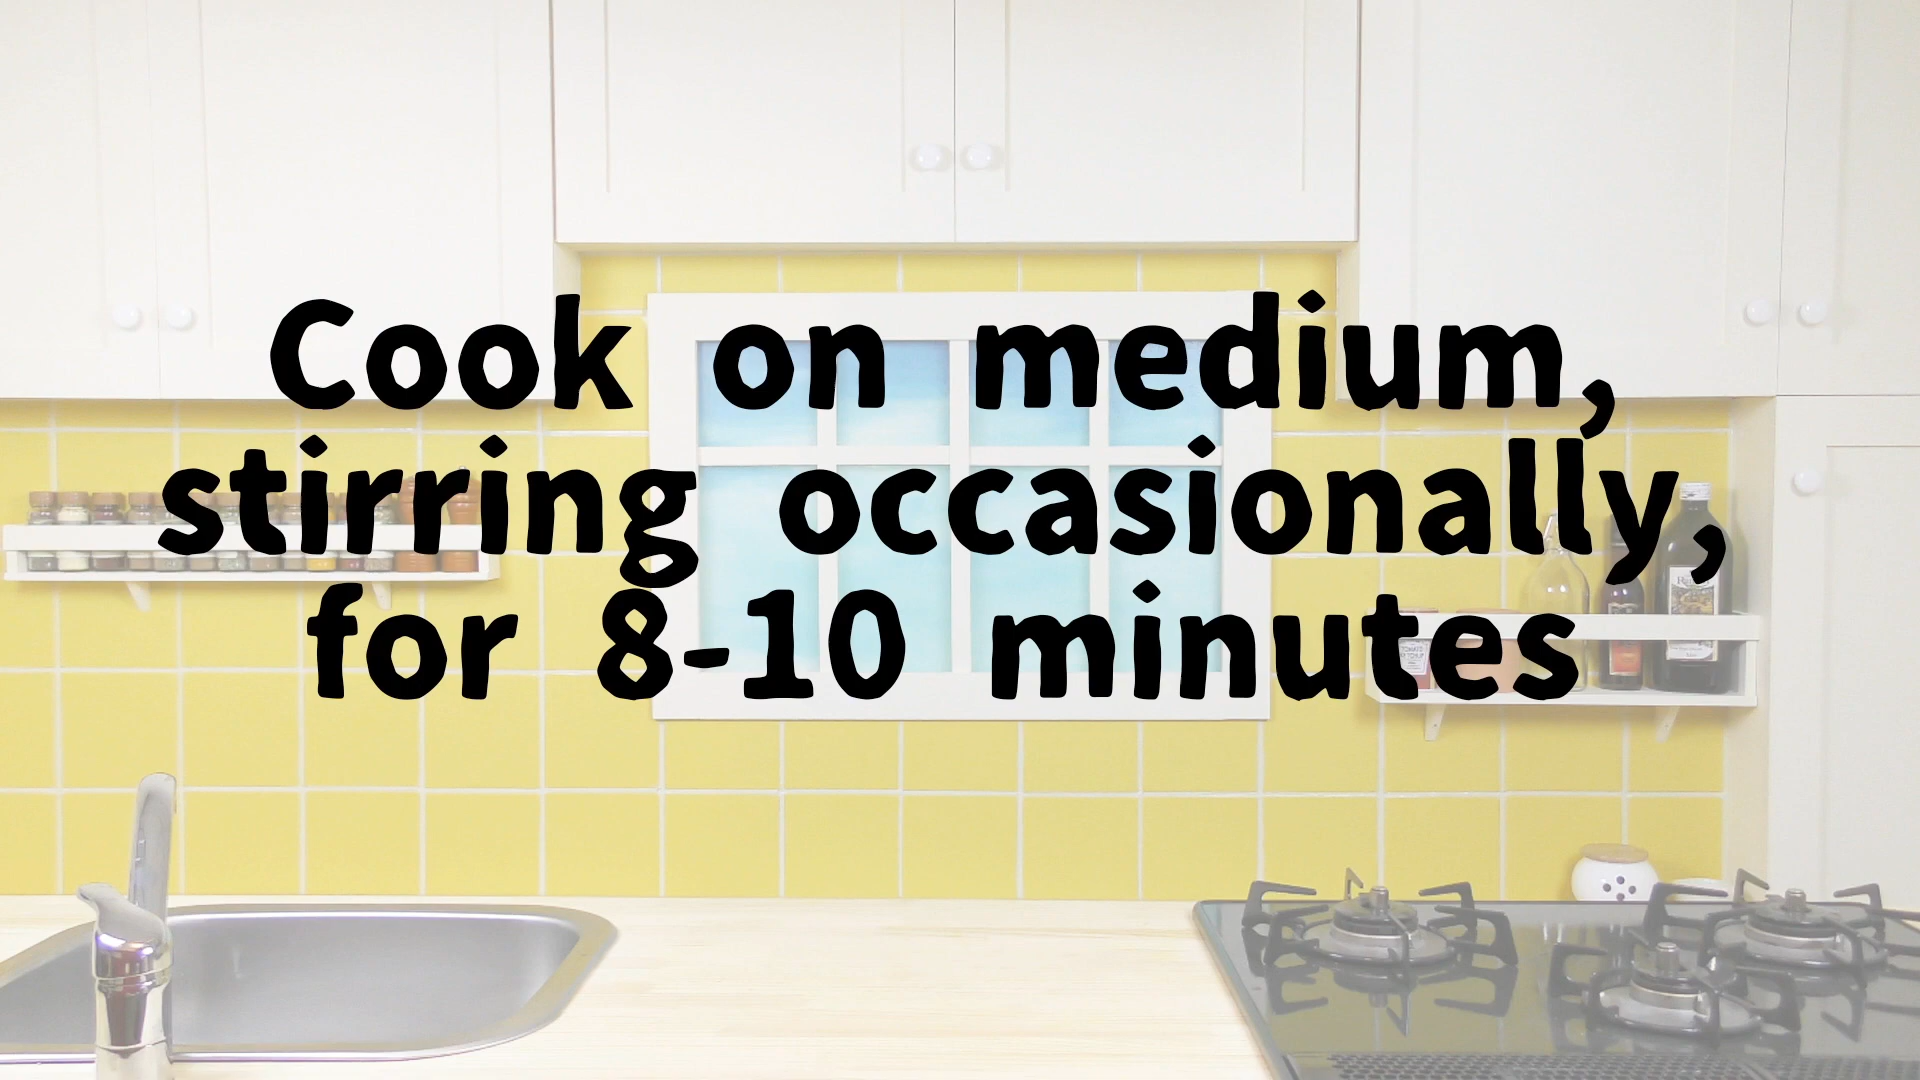 Cook on medium,
stirring occasionally,
for 8-10 minutes